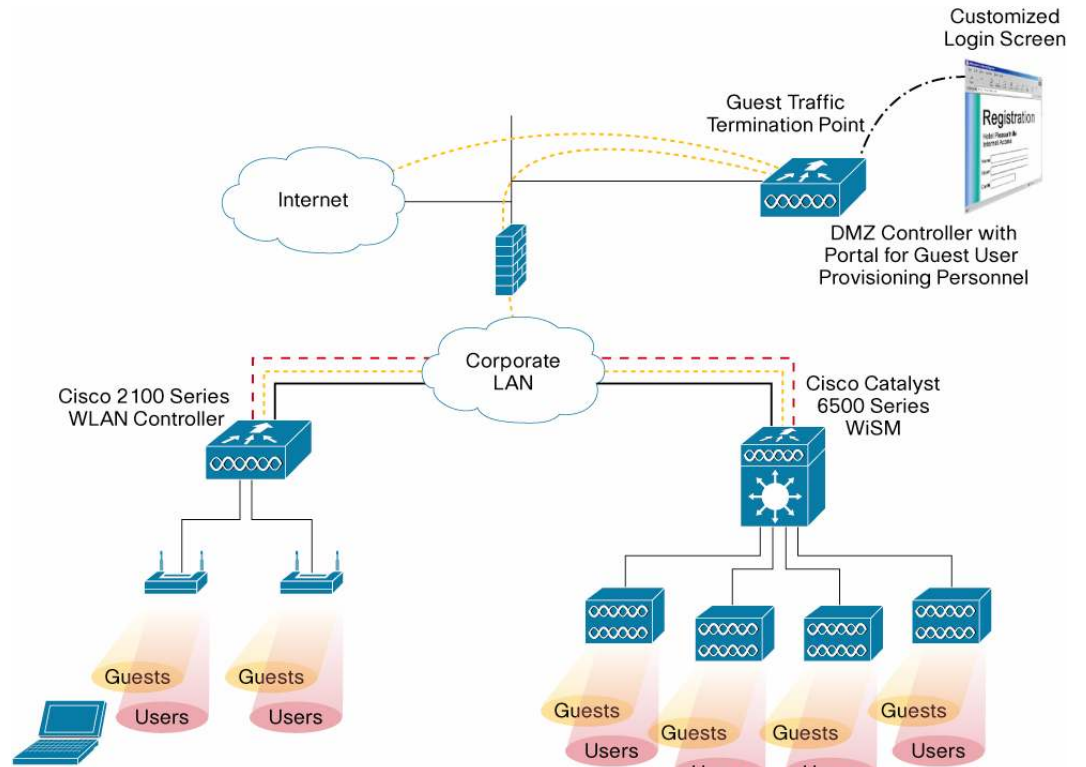 Customized
Login Screen
Guest Traffic
Termination Point
Registration
Internet Access
Internet
DMZ Controller with
Portal for Guest User
Provisioning Personnel
Corporate
LAN
Cisco 2100 Series
WLAN Controller
Cisco Catalyst
6500 Series
WiSM
Guests
Users
Guests
Users
Guests
Users
Guests
Guests
Guests
Users